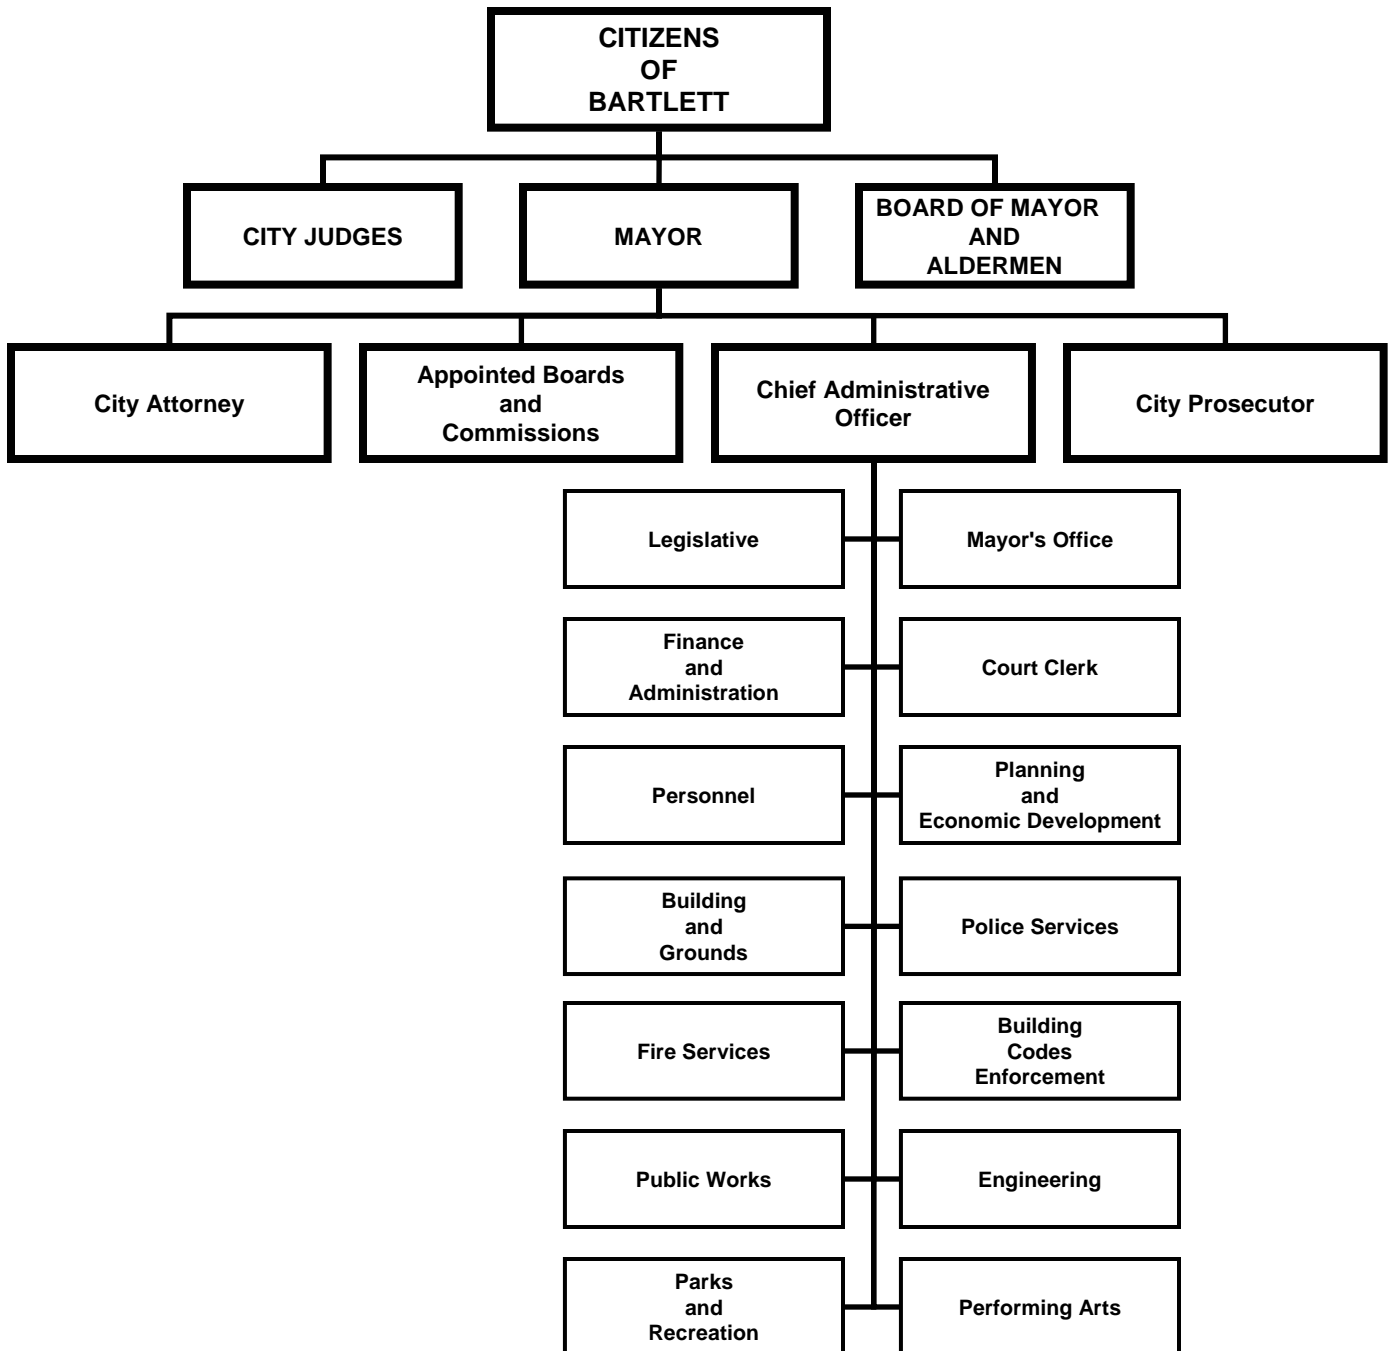 CITIZENS
OF
BARTLETT
CITY JUDGES
MAYOR
BOARD OF MAYOR
AND
ALDERMEN
City Attorney
Appointed Boards
and
Commissions
Chief Administrative
Officer
City Prosecutor
Legislative
Mayor's Office
Finance
and
Administration
Court Clerk
Personnel
Planning
and
Economic Development
Building
and
Grounds
Police Services
Fire Services
Building
Codes
Enforcement
Public Works
Engineering
Parks
and
Recreation
Performing Arts